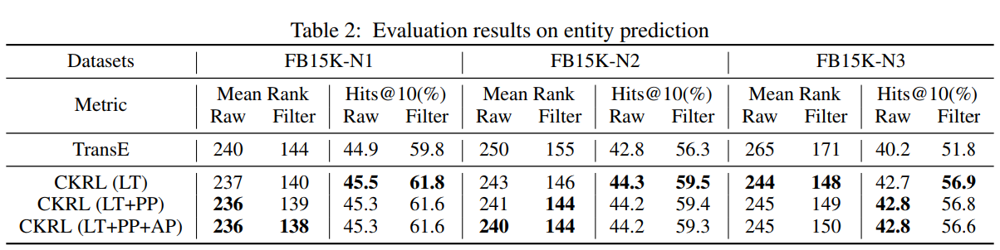 Table 2: Evaluation results on entity prediction
Datasets FB15K-N1 FB15K-N2 FB15K-N3
Metric Mean Rank Hits@10(%) Mean Rank Hits@10(%) Mean Rank Hits@10(%)
Raw Filter Raw Filter Raw Filter Raw Filter Raw Filter Raw Filter
TransE 240 144 44.9 59.8 250 155 42.8 56.3 265 171 40.2 51.8
CKRL (LT) 237 140 45.5 61.8 243 146 44.3 59.5 244 148 42.7 56.9
CKRL (LT+PP) 236 139 45.3 61.6 241 144 44.2 59.4 245 149 42.8 56.8
CKRL (LT+PP+AP) 236 138 45.3 61.6 240 144 44.2 59.3 245 150 42.8 56.6